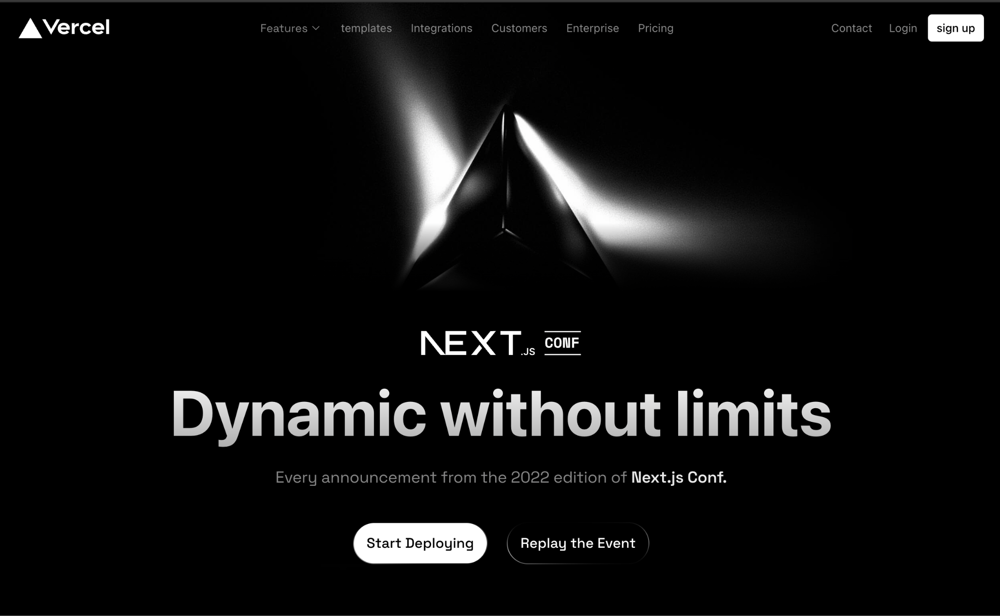 Vercel
Features templates Integrations Customers Enterprise Pricing
Contact Login sign up
NEXT.JS CONF
Dynamic without limits
Every announcement from the 2022 edition of Next.js Conf.
Start Deploying Replay the Event